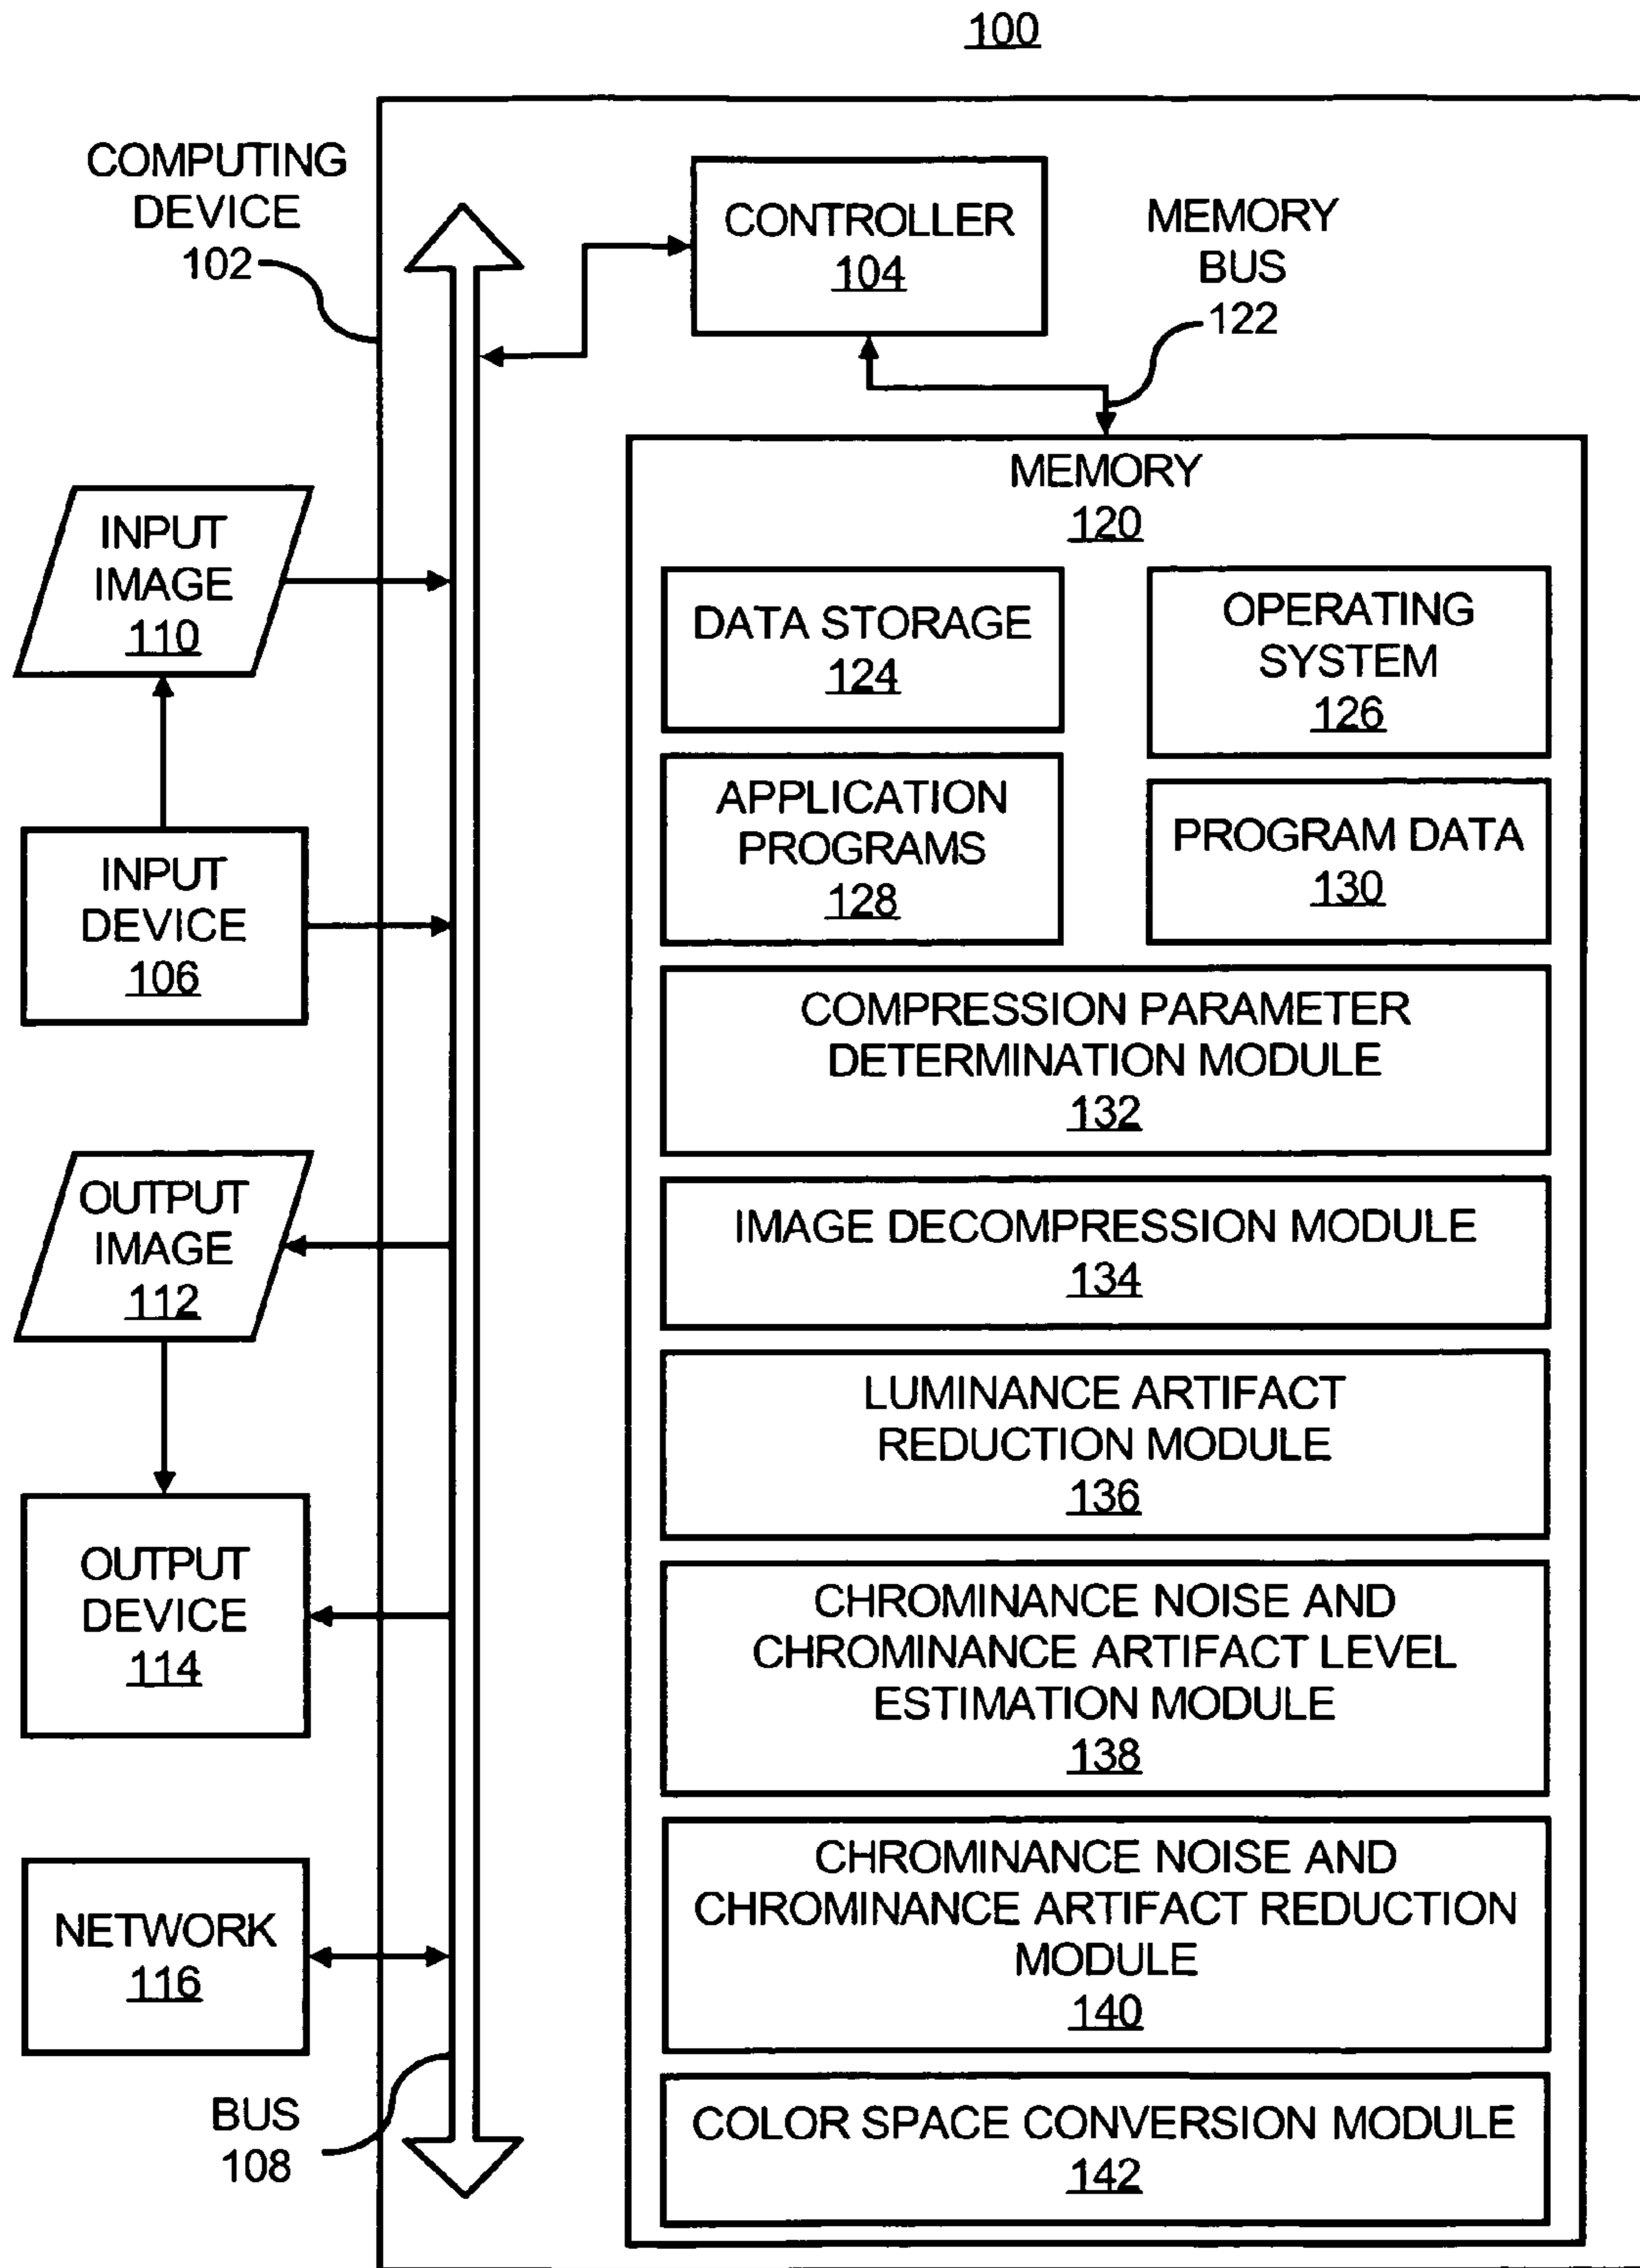 100
COMPUTING
DEVICE
102
CONTROLLER
104
MEMORY
BUS
122
MEMORY
120
INPUT
IMAGE
110
DATA STORAGE
124
OPERATING
SYSTEM
126
APPLICATION
PROGRAMS
128
PROGRAM DATA
130
INPUT
DEVICE
106
COMPRESSION PARAMETER
DETERMINATION MODULE
132
OUTPUT
IMAGE
112
IMAGE DECOMPRESSION MODULE
134
LUMINANCE ARTIFACT
REDUCTION MODULE
136
OUTPUT
DEVICE
114
CHROMINANCE NOISE AND
CHROMINANCE ARTIFACT LEVEL
ESTIMATION MODULE
138
NETWORK
116
CHROMINANCE NOISE AND
CHROMINANCE ARTIFACT REDUCTION
MODULE
140
BUS
108
COLOR SPACE CONVERSION MODULE
142